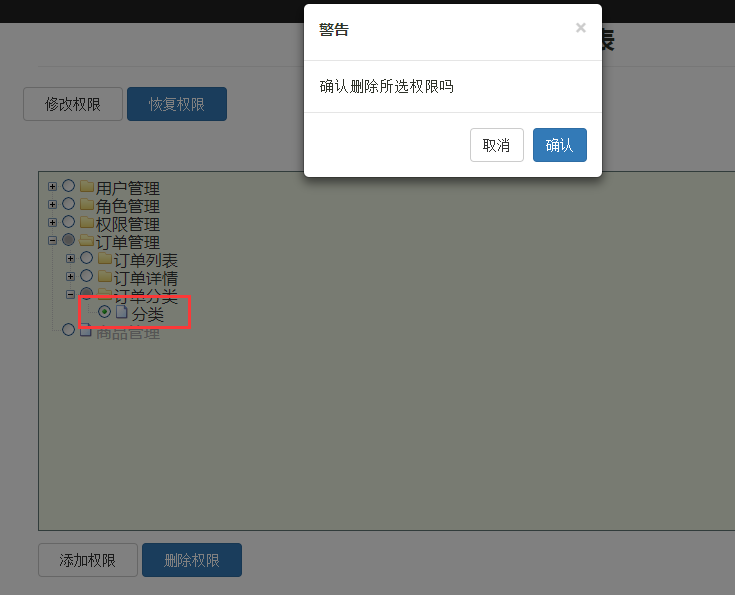 警告
×
表
确认删除所选权限吗
修改权限
恢复权限
取消
确认
用户管理
角色管理
权限管理
订单管理
订单列表
订单详情
订单分类
分类
商品管理
添加权限
删除权限